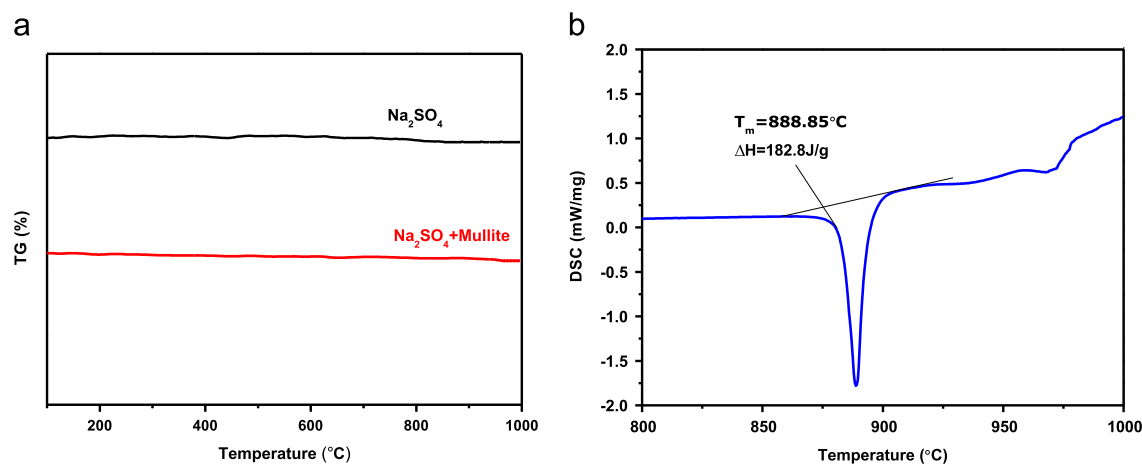 a
Na₂SO₄
Na₂SO₄+Mullite
TG (%)
200 400 600 800 1000
Temperature (°C)
b
2.0
1.5
1.0
0.5
0.0
-0.5
-1.0
-1.5
-2.0
DSC (mW/mg)
Tₘ=888.85°C
ΔH=182.8J/g
800 850 900 950 1000
Temperature (°C)